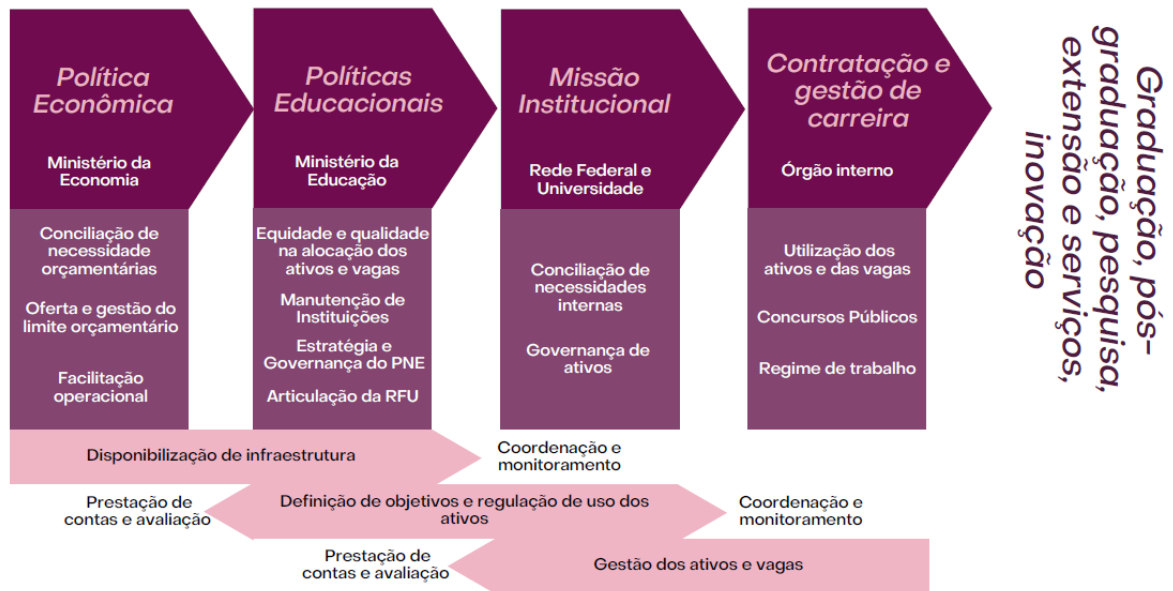 Política
Econômica
Ministério da
Economia
Conciliação de
necessidade
orçamentárias
Oferta e gestão do
limite orçamentário
Facilitação
operacional
Políticas
Educacionais
Ministério da
Educação
Equidade e qualidade
na alocação dos
ativos e vagas
Manutenção de
Instituições
Estratégia e
Governança do PNE
Articulação da RFU
Missão
Institucional
Rede Federal e
Universidade
Conciliação de
necessidades
internas
Governança de
ativos
Contratação e
gestão de
carreira
Órgão interno
Utilização dos
ativos e das vagas
Concursos Públicos
Regime de trabalho
Graduação, pós-
graduação, pesquisa,
extensão e serviços,
inovação
Disponibilização de infraestrutura
Coordenação e
monitoramento
Prestação de
contas e avaliação
Definição de objetivos e regulação de uso dos
ativos
Coordenação e
monitoramento
Prestação de
contas e avaliação
Gestão dos ativos e vagas